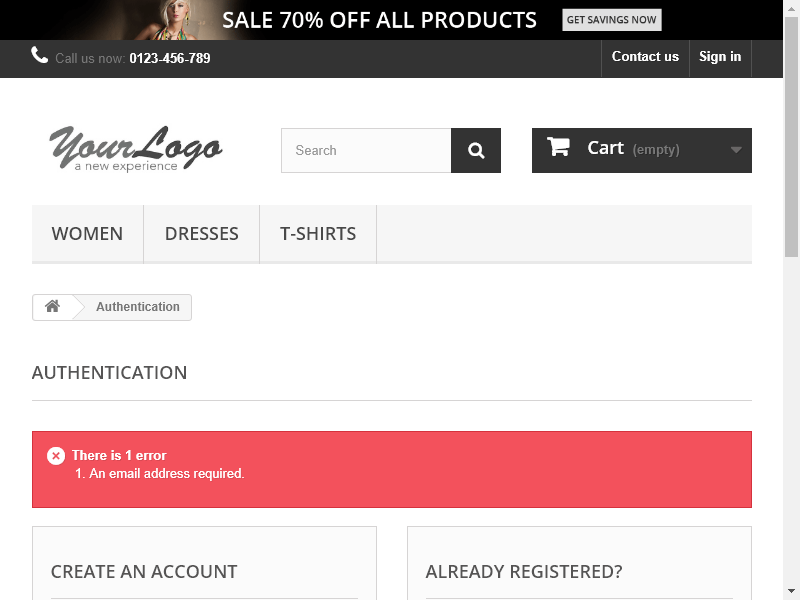 SALE 70% OFF ALL PRODUCTS GET SAVINGS NOW
Call us now: 0123-456-789 Contact us Sign in
YourLogo
a new experience
Search
Cart (empty)
WOMEN DRESSES T-SHIRTS
Authentication
AUTHENTICATION
There is 1 error
1. An email address required.
CREATE AN ACCOUNT ALREADY REGISTERED?